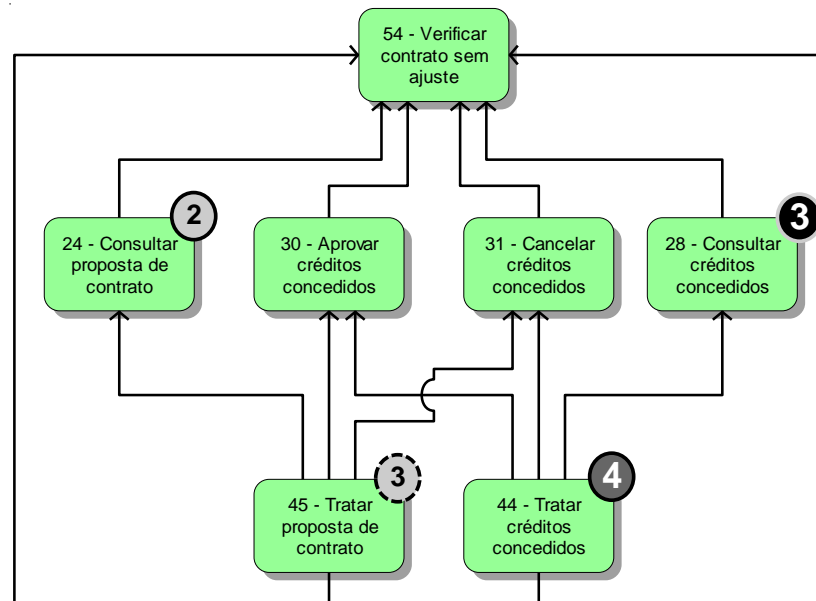 54 - Verificar
contrato sem
ajuste
2
3
24 - Consultar
proposta de
contrato
30 - Aprovar
créditos
concedidos
31 - Cancelar
créditos
concedidos
28 - Consultar
créditos
concedidos
3
4
45 - Tratar
proposta de
contrato
44 - Tratar
créditos
concedidos